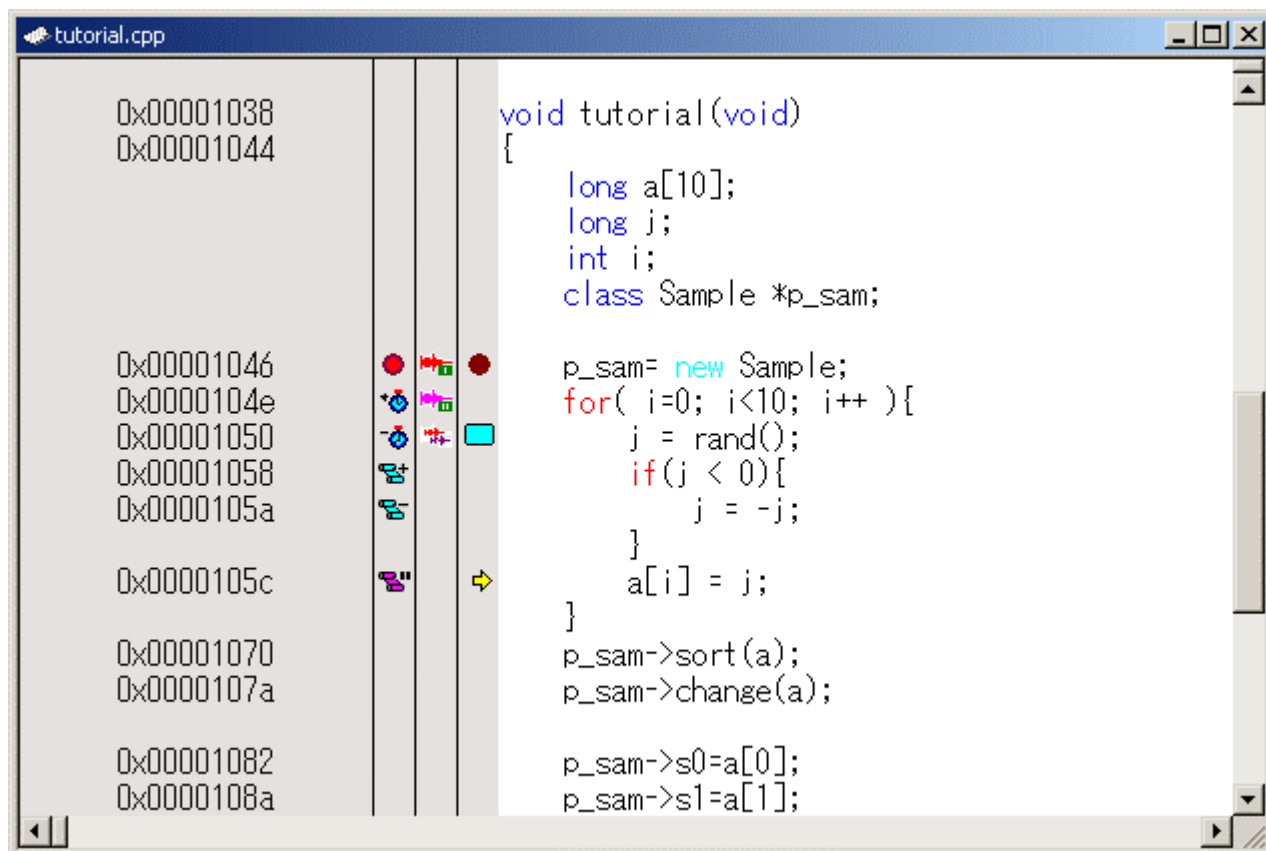 tutorial.cpp
0x00001038 void tutorial(void)
0x00001044 {
long a[10];
long j;
int i;
class Sample *p_sam;
0x00001046 p_sam= new Sample;
0x0000104e for( i=0; i<10; i++ ){
0x00001050 j = rand();
0x00001058 if(j < 0){
0x0000105a j = -j;
}
0x0000105c a[i] = j;
}
0x00001070 p_sam->sort(a);
0x0000107a p_sam->change(a);
0x00001082 p_sam->s0=a[0];
0x0000108a p_sam->s1=a[1];